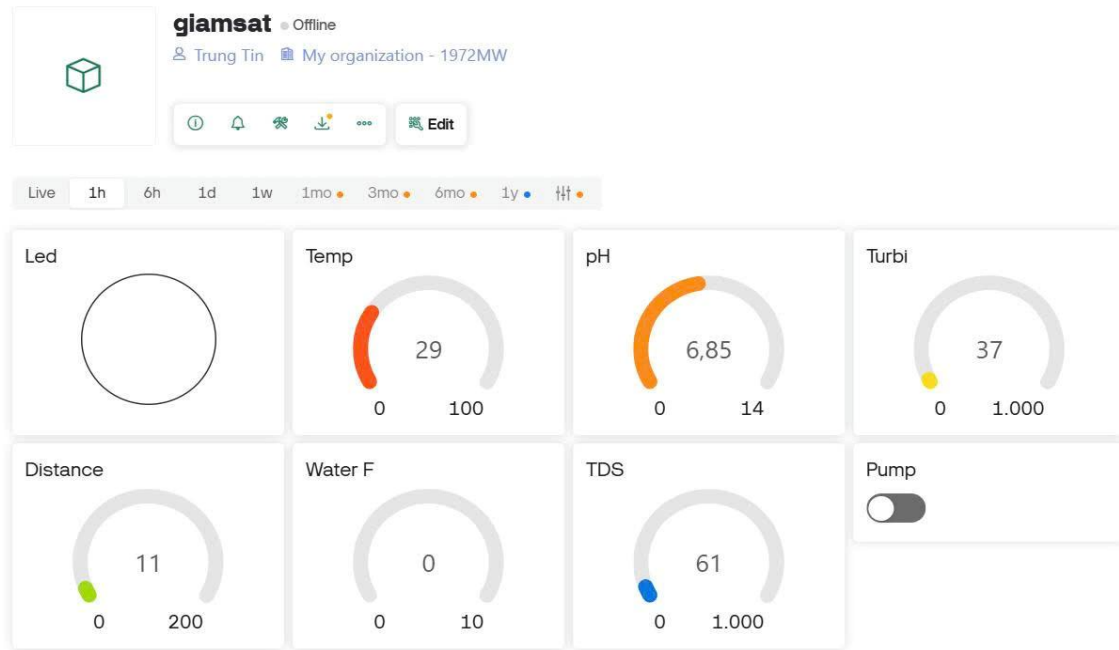 giamsat Offline
Trung Tin My organization - 1972MW
Edit
Live 1h 6h 1d 1w 1mo 3mo 6mo 1y
Led Temp pH Turbi
29 6,85 37
0 100 0 14 0 1.000
Distance Water F TDS Pump
11 0 61
0 200 0 10 0 1.000